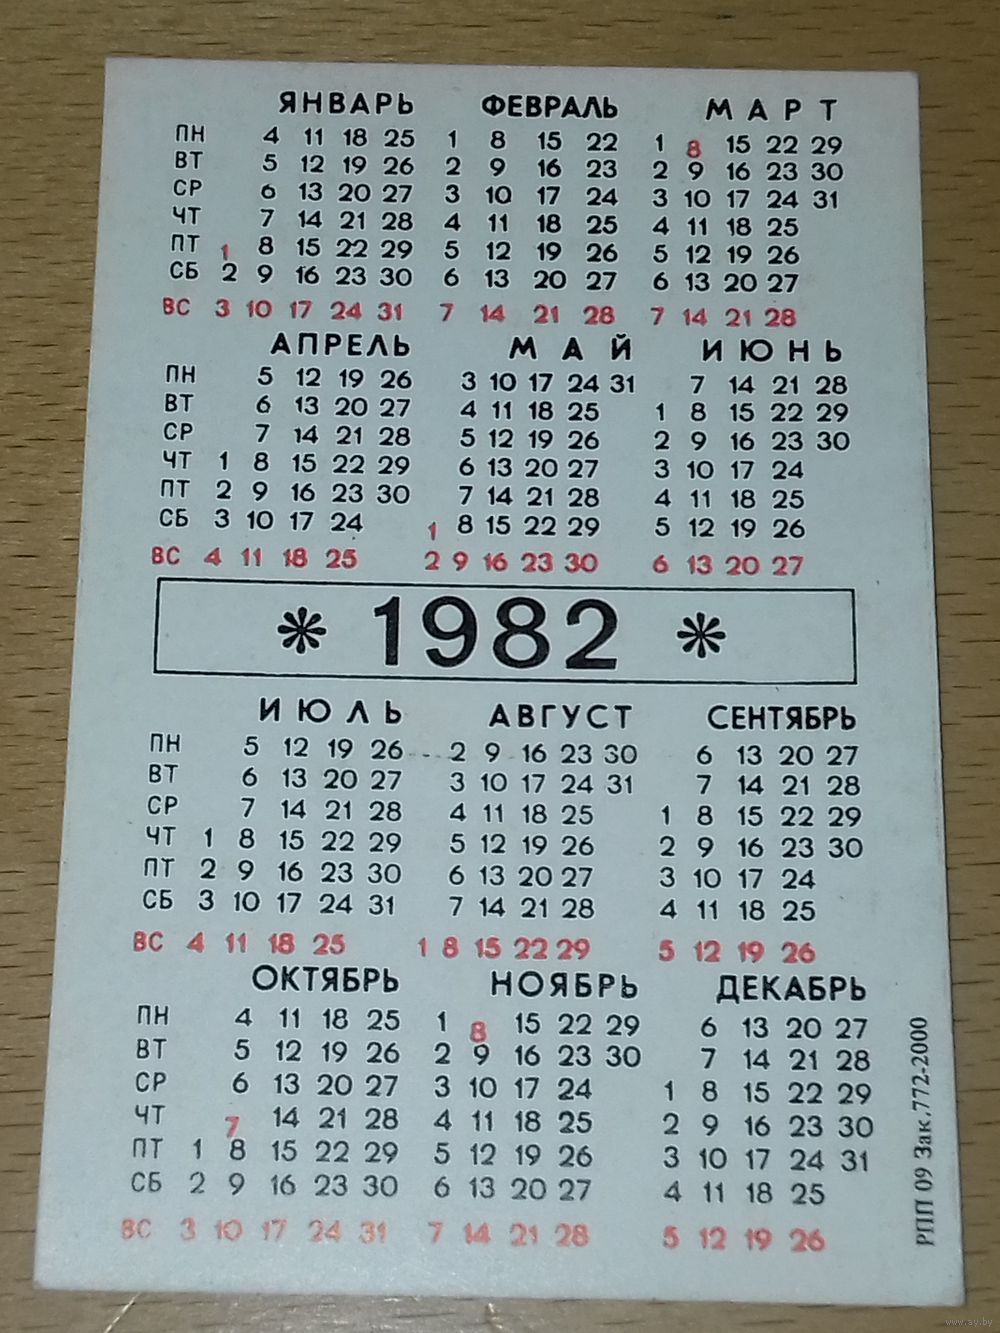 ЯНВАРЬ ФЕВРАЛЬ МАРТ
ПН 4 11 18 25 1 8 15 22 1 8 15 22 29
ВТ 5 12 19 26 2 9 16 23 2 9 16 23 30
СР 6 13 20 27 3 10 17 24 3 10 17 24 31
ЧТ 7 14 21 28 4 11 18 25 4 11 18 25
ПТ 1 8 15 22 29 5 12 19 26 5 12 19 26
СБ 2 9 16 23 30 6 13 20 27 6 13 20 27
ВС 3 10 17 24 31 7 14 21 28 7 14 21 28
АПРЕЛЬ МАЙ ИЮНЬ
ПН 5 12 19 26 3 10 17 24 31 7 14 21 28
ВТ 6 13 20 27 4 11 18 25 1 8 15 22 29
СР 7 14 21 28 5 12 19 26 2 9 16 23 30
ЧТ 1 8 15 22 29 6 13 20 27 3 10 17 24
ПТ 2 9 16 23 30 7 14 21 28 4 11 18 25
СБ 3 10 17 24 1 8 15 22 29 5 12 19 26
ВС 4 11 18 25 2 9 16 23 30 6 13 20 27
* 1982 *
ИЮЛЬ АВГУСТ СЕНТЯБРЬ
ПН 5 12 19 26 2 9 16 23 30 6 13 20 27
ВТ 6 13 20 27 3 10 17 24 31 7 14 21 28
СР 7 14 21 28 4 11 18 25 1 8 15 22 29
ЧТ 1 8 15 22 29 5 12 19 26 2 9 16 23 30
ПТ 2 9 16 23 30 6 13 20 27 3 10 17 24
СБ 3 10 17 24 31 7 14 21 28 4 11 18 25
ВС 4 11 18 25 1 8 15 22 29 5 12 19 26
ОКТЯБРЬ НОЯБРЬ ДЕКАБРЬ
ПН 4 11 18 25 1 8 15 22 29 6 13 20 27
ВТ 5 12 19 26 2 9 16 23 30 7 14 21 28
СР 6 13 20 27 3 10 17 24 1 8 15 22 29
ЧТ 7 14 21 28 4 11 18 25 2 9 16 23 30
ПТ 1 8 15 22 29 5 12 19 26 3 10 17 24 31
СБ 2 9 16 23 30 6 13 20 27 4 11 18 25
ВС 3 10 17 24 31 7 14 21 28 5 12 19 26
РПП 09 Зак.772-2000
www.ay.by